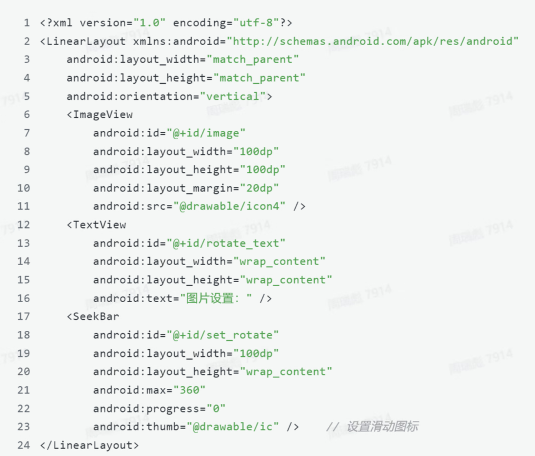 1 <?xml version="1.0" encoding="utf-8"?>
2 <LinearLayout xmlns:android="http://schemas.android.com/apk/res/android"
3 android:layout_width="match_parent"
4 android:layout_height="match_parent"
5 android:orientation="vertical">
6 <ImageView
7 android:id="@+id/image"
8 android:layout_width="100dp"
9 android:layout_height="100dp"
10 android:layout_margin="20dp"
11 android:src="@drawable/icon4" />
12 <TextView
13 android:id="@+id/rotate_text"
14 android:layout_width="wrap_content"
15 android:layout_height="wrap_content"
16 android:text="图片设置：" />
17 <SeekBar
18 android:id="@+id/set_rotate"
19 android:layout_width="100dp"
20 android:layout_height="wrap_content"
21 android:max="360"
22 android:progress="0"
23 android:thumb="@drawable/ic" /> // 设置滑动图标
24 </LinearLayout>